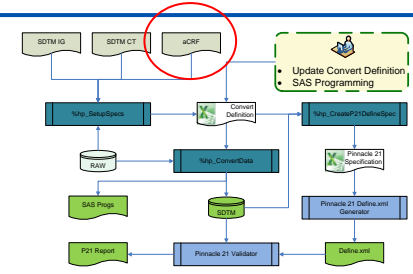 SDTM IG
SDTM CT
aCRF
• Update Convert Definition
• SAS Programming
%hp_SetupSpecs
Convert
Definition
%hp_CreateP21DefineSpec
RAW
%hp_ConvertData
Pinnacle 21
Specification
SAS Progs
SDTM
Pinnacle 21 Define.xml
Generator
P21 Report
Pinnacle 21 Validator
Define.xml